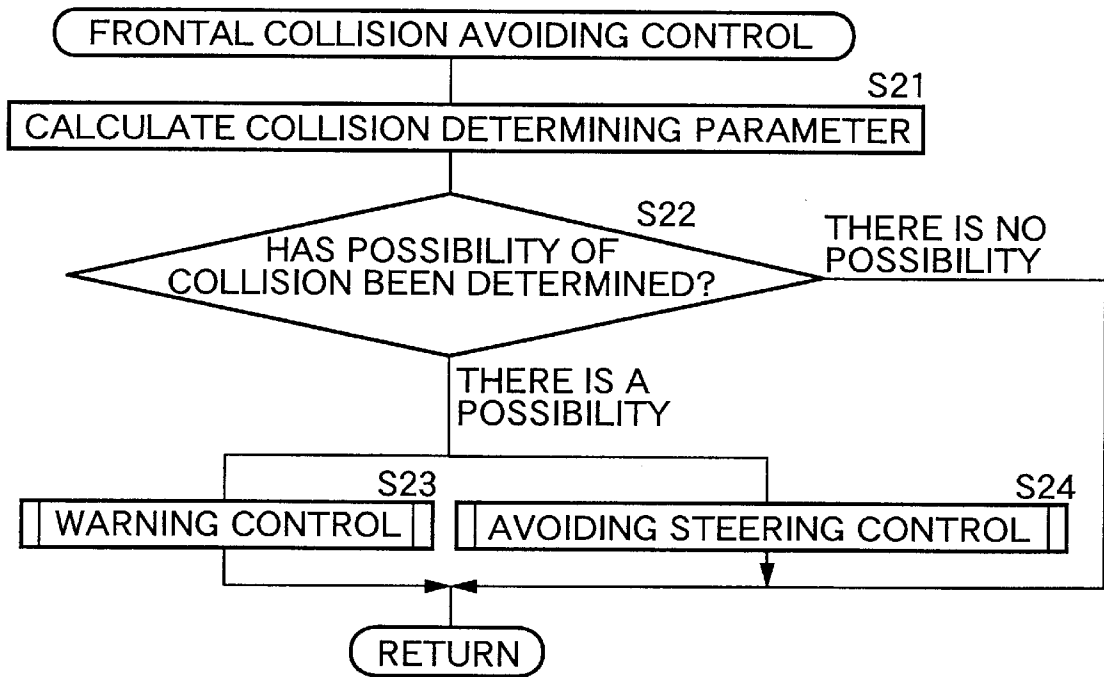 FRONTAL COLLISION AVOIDING CONTROL
S21
CALCULATE COLLISION DETERMINING PARAMETER
S22
HAS POSSIBILITY OF
COLLISION BEEN DETERMINED?
THERE IS NO
POSSIBILITY
THERE IS A
POSSIBILITY
S23
WARNING CONTROL
S24
AVOIDING STEERING CONTROL
RETURN